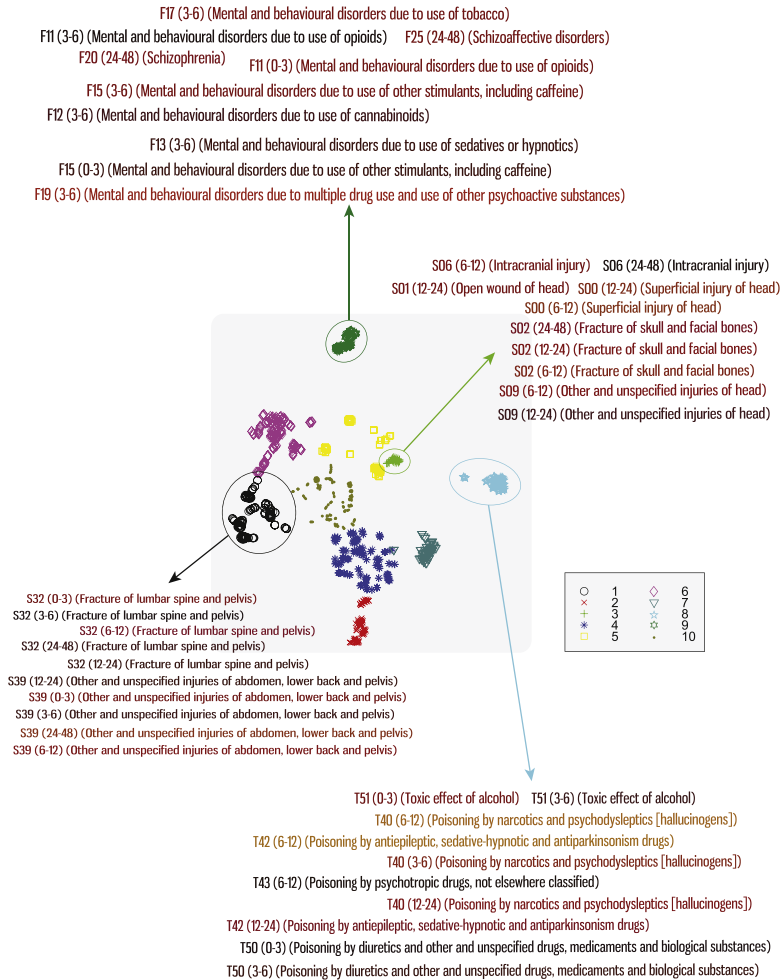 F17 (3-6) (Mental and behavioural disorders due to use of tobacco)
F11 (3-6) (Mental and behavioural disorders due to use of opioids) F25 (24-48) (Schizoaffective disorders)
F20 (24-48) (Schizophrenia) F11 (0-3) (Mental and behavioural disorders due to use of opioids)
F15 (3-6) (Mental and behavioural disorders due to use of other stimulants, including caffeine)
F12 (3-6) (Mental and behavioural disorders due to use of cannabinoids)
F13 (3-6) (Mental and behavioural disorders due to use of sedatives or hypnotics)
F15 (0-3) (Mental and behavioural disorders due to use of other stimulants, including caffeine)
F19 (3-6) (Mental and behavioural disorders due to multiple drug use and use of other psychoactive substances)
S06 (6-12) (Intracranial injury) S06 (24-48) (Intracranial injury)
S01 (12-24) (Open wound of head) S00 (12-24) (Superficial injury of head)
S00 (6-12) (Superficial injury of head)
S02 (24-48) (Fracture of skull and facial bones)
S02 (12-24) (Fracture of skull and facial bones)
S02 (6-12) (Fracture of skull and facial bones)
S09 (6-12) (Other and unspecified injuries of head)
S09 (12-24) (Other and unspecified injuries of head)
1 6
2 7
3 8
4 9
5 10
S32 (0-3) (Fracture of lumbar spine and pelvis)
S32 (3-6) (Fracture of lumbar spine and pelvis)
S32 (6-12) (Fracture of lumbar spine and pelvis)
S32 (24-48) (Fracture of lumbar spine and pelvis)
S32 (12-24) (Fracture of lumbar spine and pelvis)
S39 (12-24) (Other and unspecified injuries of abdomen, lower back and pelvis)
S39 (0-3) (Other and unspecified injuries of abdomen, lower back and pelvis)
S39 (3-6) (Other and unspecified injuries of abdomen, lower back and pelvis)
S39 (24-48) (Other and unspecified injuries of abdomen, lower back and pelvis)
S39 (6-12) (Other and unspecified injuries of abdomen, lower back and pelvis)
T51 (0-3) (Toxic effect of alcohol) T51 (3-6) (Toxic effect of alcohol)
T40 (6-12) (Poisoning by narcotics and psychodysleptics [hallucinogens])
T42 (6-12) (Poisoning by antiepileptic, sedative-hypnotic and antiparkinsonism drugs)
T40 (3-6) (Poisoning by narcotics and psychodysleptics [hallucinogens])
T43 (6-12) (Poisoning by psychotropic drugs, not elsewhere classified)
T40 (12-24) (Poisoning by narcotics and psychodysleptics [hallucinogens])
T42 (12-24) (Poisoning by antiepileptic, sedative-hypnotic and antiparkinsonism drugs)
T50 (0-3) (Poisoning by diuretics and other and unspecified drugs, medicaments and biological substances)
T50 (3-6) (Poisoning by diuretics and other and unspecified drugs, medicaments and biological substances)